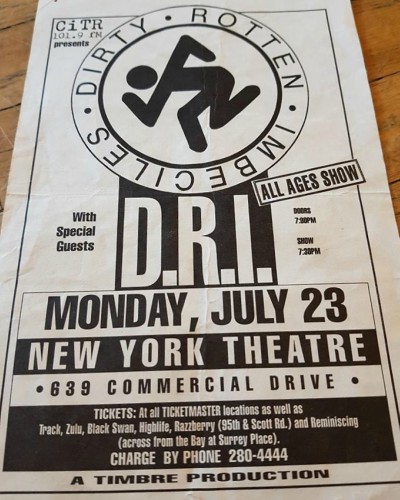 CiTR
101.9 fM
presents
DIRTY · ROTTEN · IMBECILES ·
ALL AGES SHOW
With
Special
Guests
D.R.I.
DOORS
7:00PM
SHOW
7:30PM
MONDAY, JULY 23
NEW YORK THEATRE
• 639 COMMERCIAL DRIVE •
TICKETS: At all TICKETMASTER locations as well as
Track, Zulu, Black Swan, Highlife, Razzberry (95th & Scott Rd.) and Reminiscing
(across from the Bay at Surrey Place).
CHARGE BY PHONE 280-4444
A TIMBRE PRODUCTION